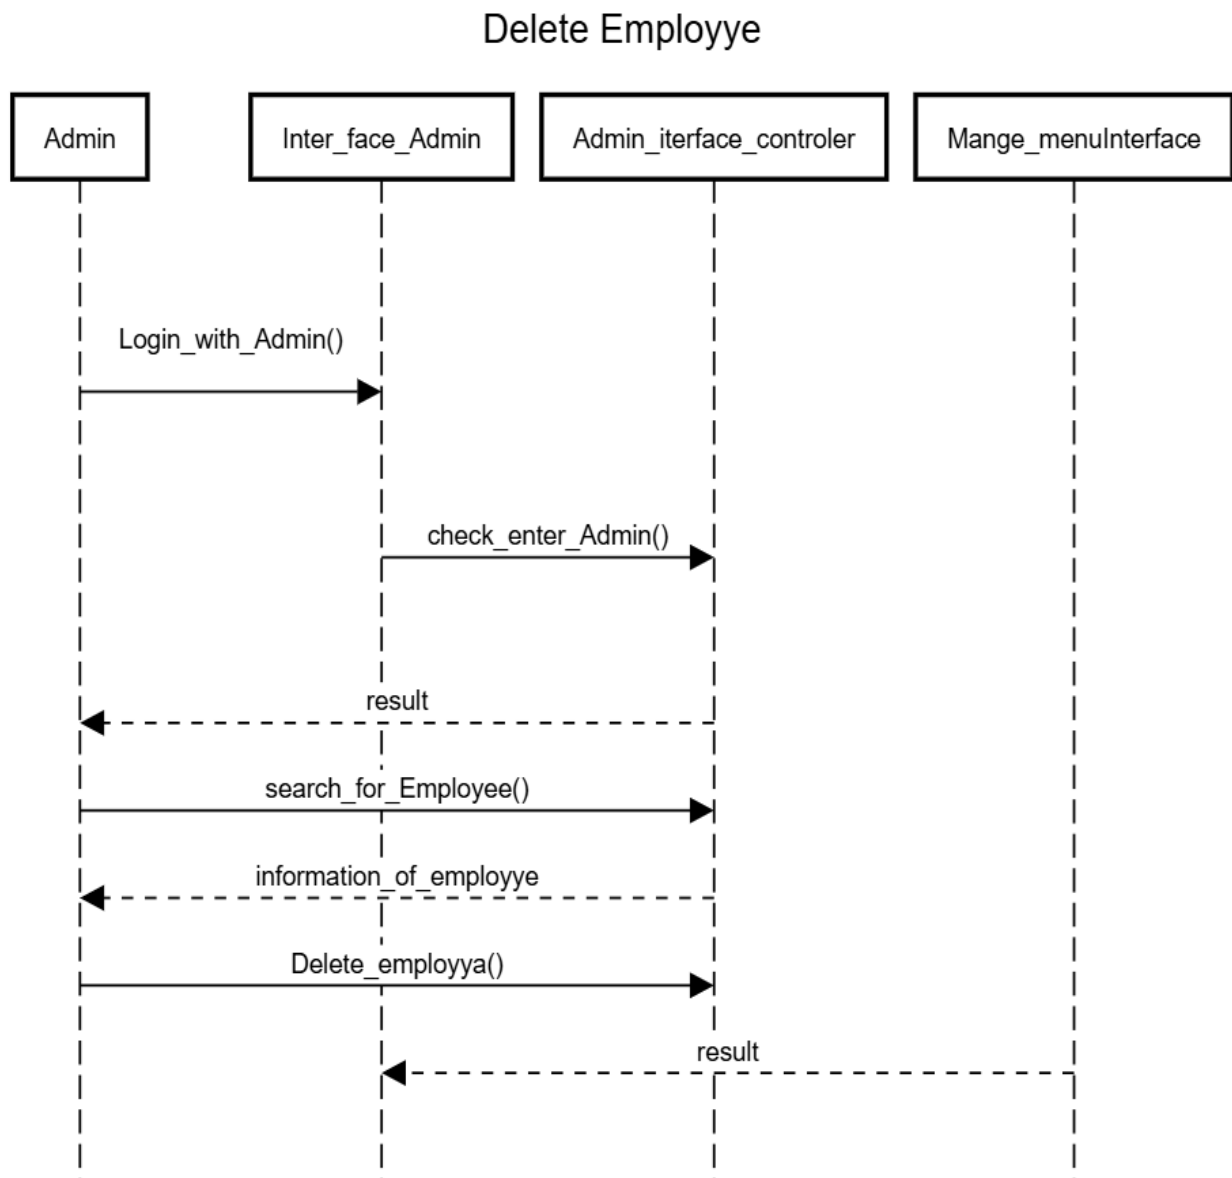 Delete Employye
Admin
Inter_face_Admin
Admin_iterface_controler
Mange_menuInterface
Login_with_Admin()
check_enter_Admin()
result
search_for_Employee()
information_of_employye
Delete_employya()
result